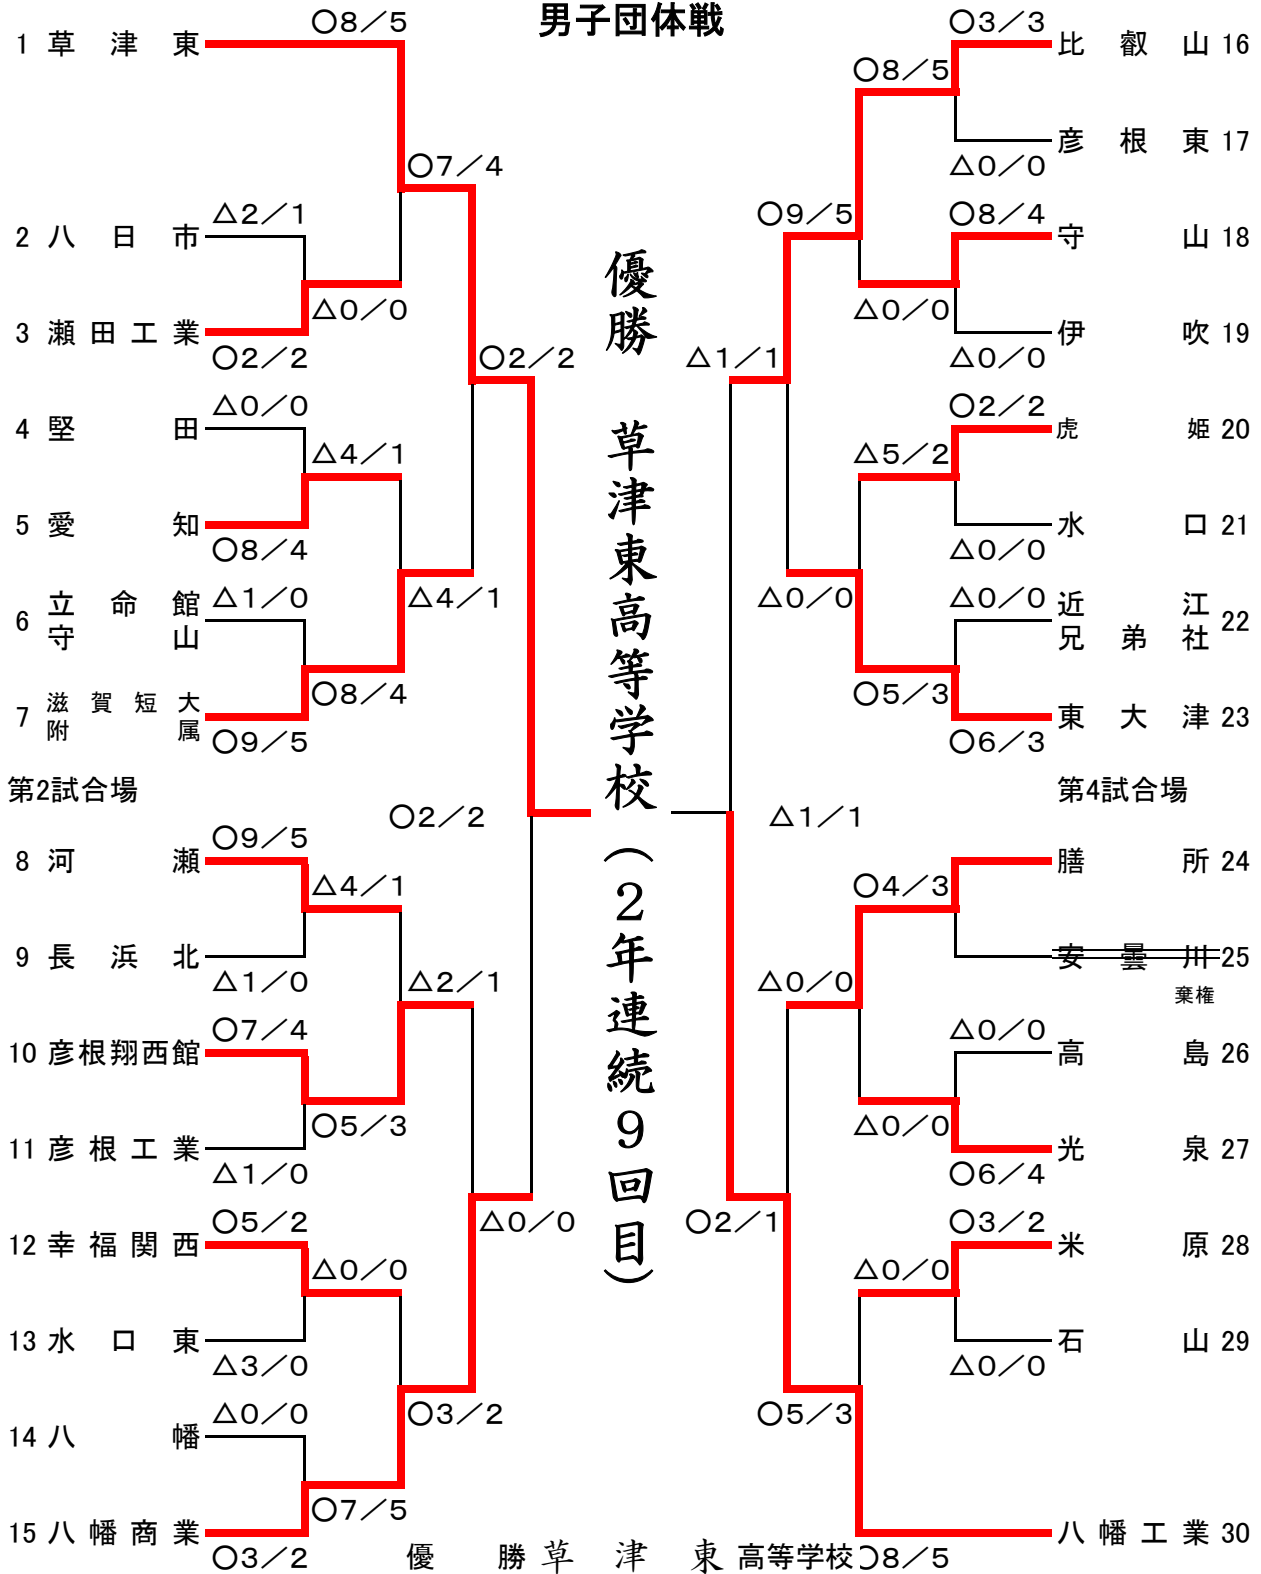 男子団体戦
○8／5
1 草津東
○7／4
△2／1
2 八日市
△0／0
3 瀬田工業
○2／2
○2／2
△0／0
4 堅田
△4／1
5 愛知
○8／4
△4／1
△1／0
6 立命館
守山
○8／4
7 滋賀短大
附属
○9／5
第2試合場
○2／2
○9／5
8 河瀬
△4／1
9 長浜北
△1／0
△2／1
○7／4
10 彦根翔西館
○5／3
11 彦根工業
△1／0
○5／2
△0／0
12 幸福関西
△0／0
13 水口東
△3／0
△0／0
○3／2
14 八幡
○7／5
15 八幡商業
○3／2
優勝 草津東高等学校（2年連続9回目）
○3／3
比叡山 16
○8／5
彦根東 17
△0／0
○9／5
○8／4
守山 18
△0／0
伊吹 19
△0／0
△1／1
○2／2
虎姫 20
△5／2
水口 21
△0／0
△0／0
△0／0
近江
兄弟社 22
○5／3
東大津 23
○6／3
第4試合場
△1／1
膳所 24
○4／3
安曇川 25
棄権
△0／0
△0／0
高島 26
△0／0
光泉 27
○6／4
○2／1
○3／2
米原 28
△0／0
石山 29
△0／0
○5／3
八幡工業 30
○8／5
優勝 草津東 高等学校